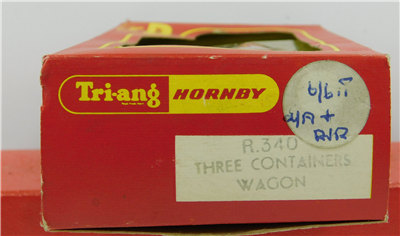 Tri-ang HORNBY
R.340
THREE CONTAINERS
WAGON